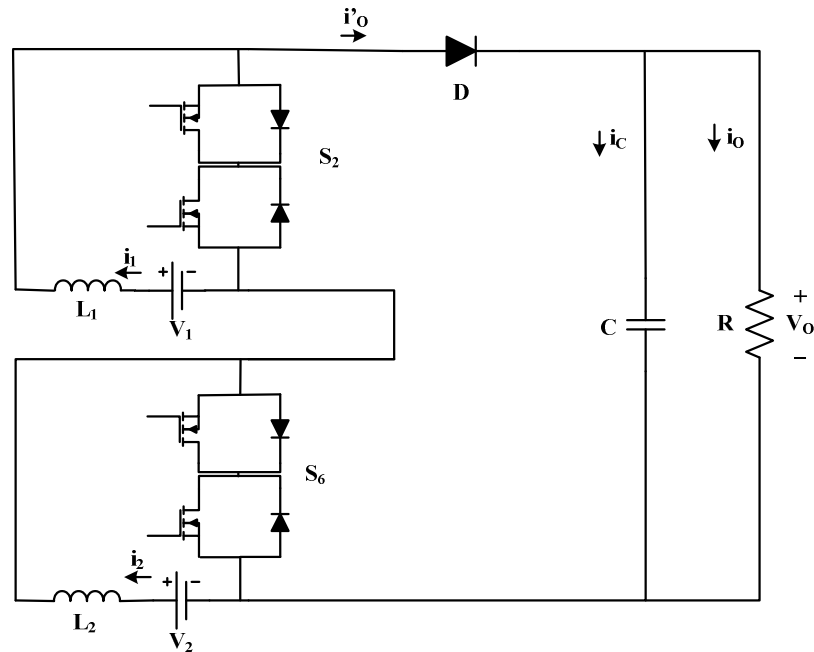 i'O
D
S2
iC
iO
i1
+ −
L1
V1
C
R
+
VO
−
S6
i2
+ −
L2
V2